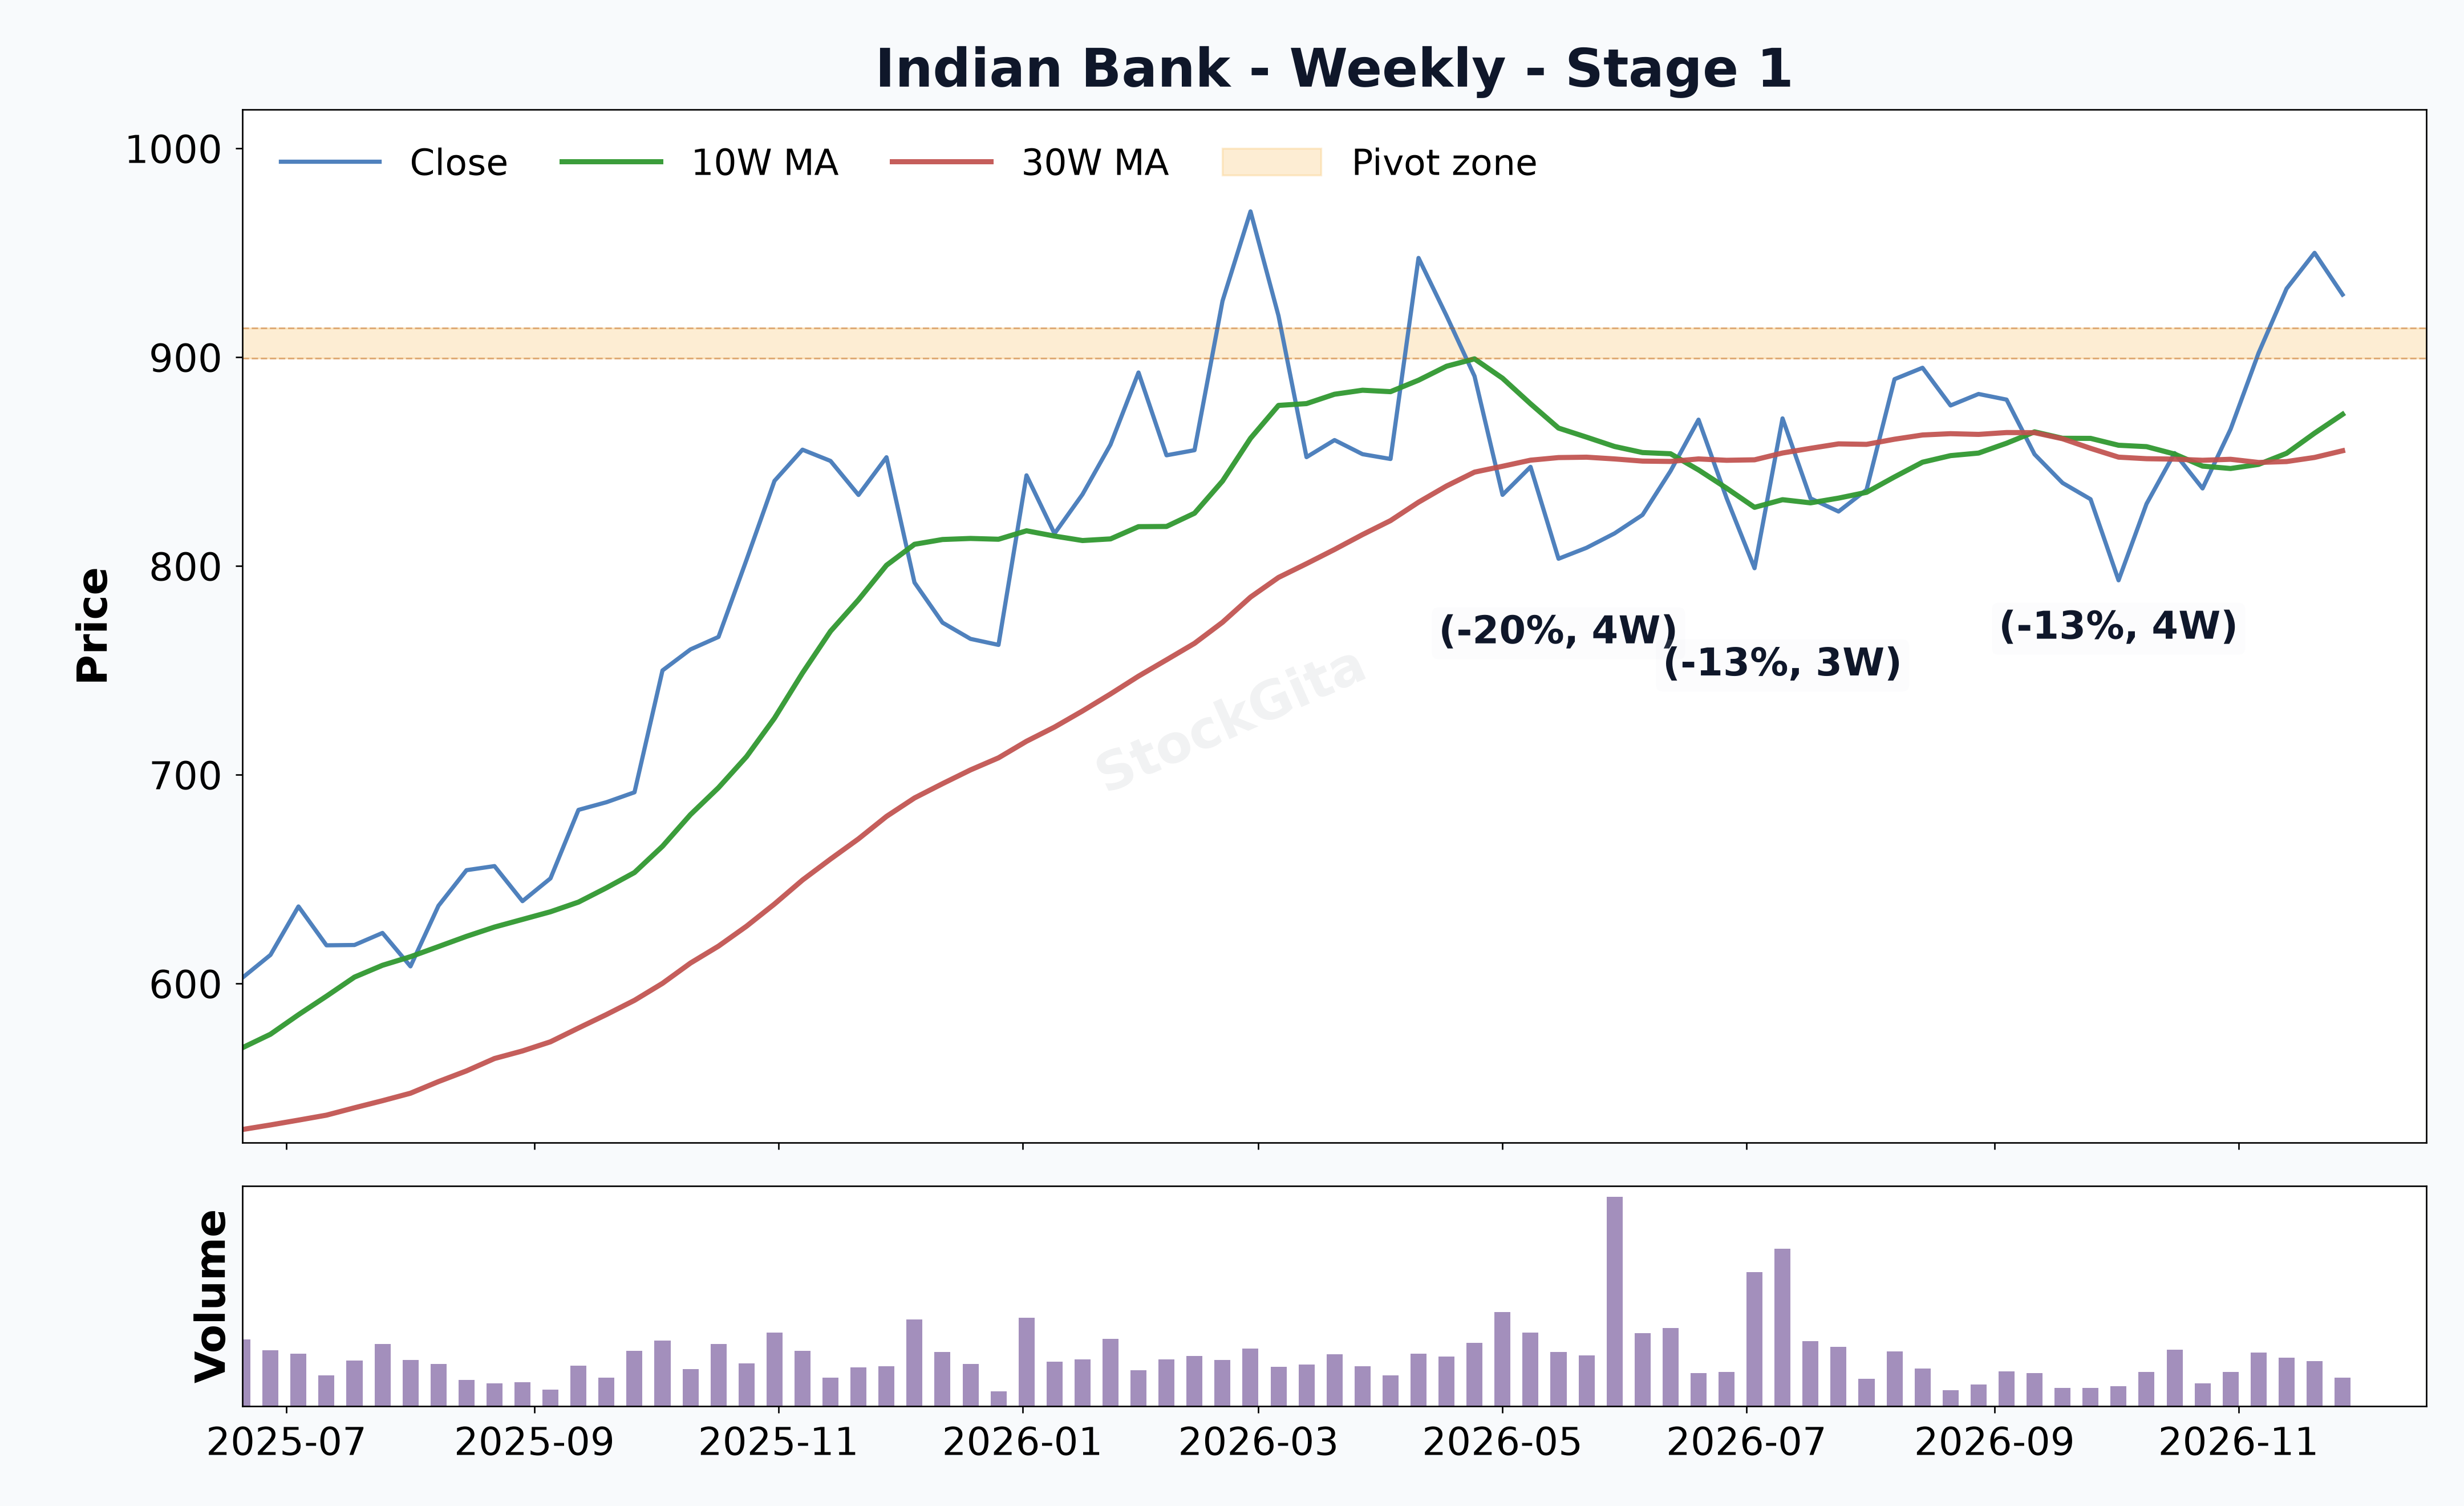 Indian Bank - Weekly - Stage 1
Close 10W MA 30W MA Pivot zone
1000
900
800
700
600
Price
(-20%, 4W)
(-13%, 3W)
(-13%, 4W)
StockGita
Volume
2025-07 2025-09 2025-11 2026-01 2026-03 2026-05 2026-07 2026-09 2026-11